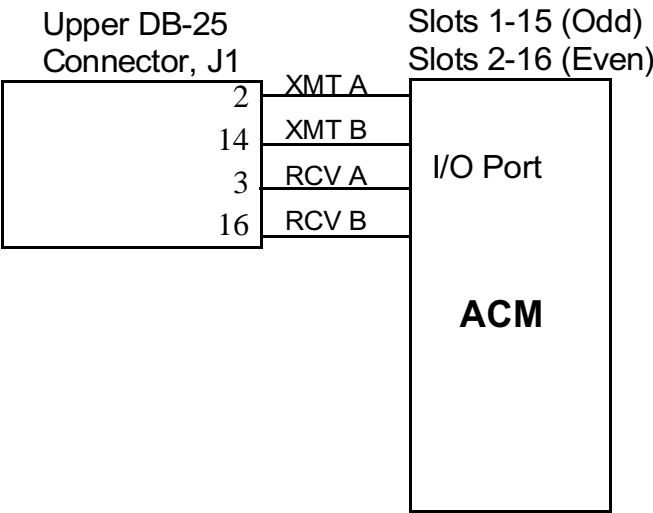 Upper DB-25
Connector, J1
Slots 1-15 (Odd)
Slots 2-16 (Even)
2
XMT A
14
XMT B
3
RCV A
16
RCV B
I/O Port
ACM